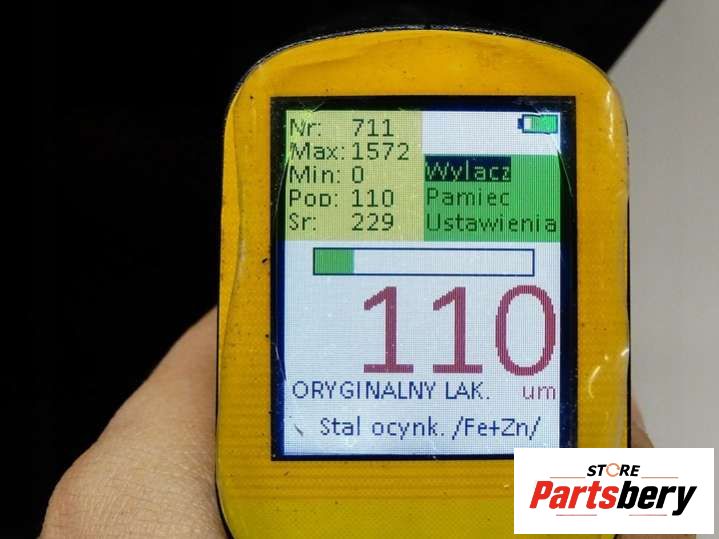 Nr: 711
Max: 1572
Min: 0
Pop: 110
Sr: 229
Wylacz
Pamiec
Ustawienia
110
ORYGINALNY LAK. um
Stal ocynk. /Fe+Zn/
STORE
Partsbery